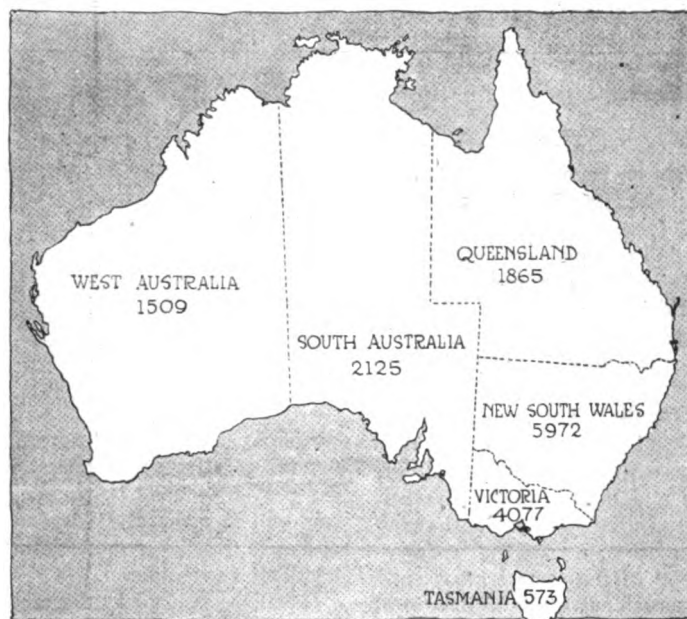 QUEENSLAND
1865
WEST AUSTRALIA
1509
SOUTH AUSTRALIA
2125
NEW SOUTH WALES
5972
VICTORIA
4077
TASMANIA 573